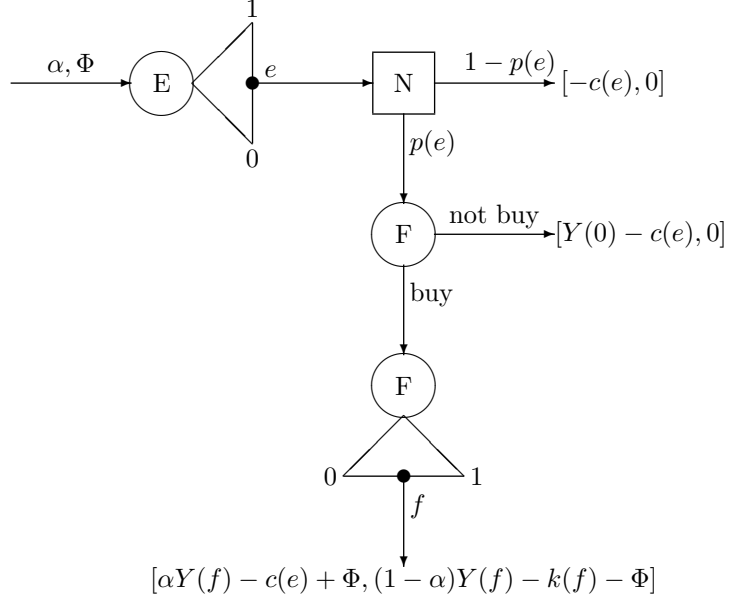 1
α, Φ
E
e
N
1 − p(e)
[−c(e), 0]
0
p(e)
F
not buy
[Y(0) − c(e), 0]
buy
F
0
1
f
[αY(f) − c(e) + Φ, (1 − α)Y(f) − k(f) − Φ]